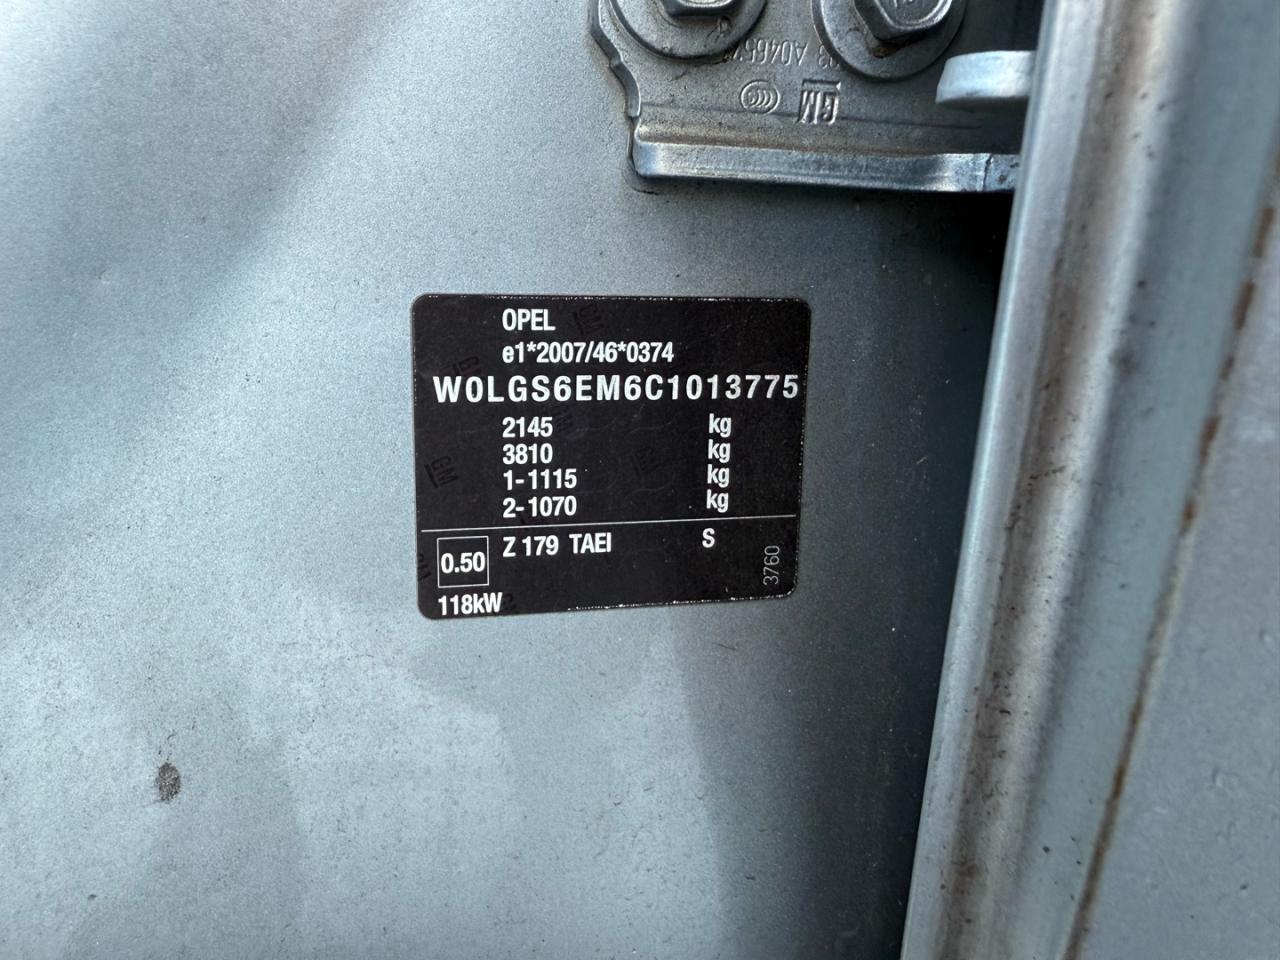 GM
OPEL
e1*2007/46*0374
W0LGS6EM6C1013775
2145 kg
3810 kg
1-1115 kg
2-1070 kg
0.50 Z 179 TAEI S
118kW
3760